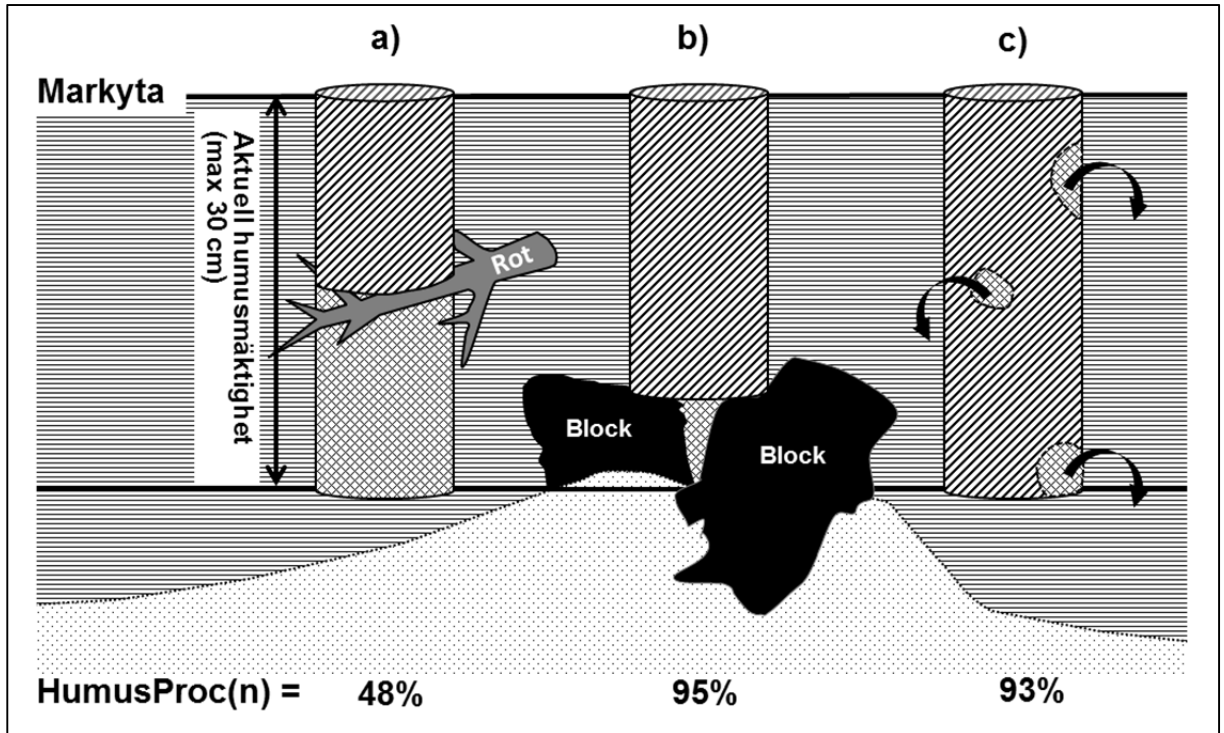 a) b) c)
Markyta
Aktuell humusmäktighet
(max 30 cm)
Rot
Block
Block
HumusProc(n) = 48% 95% 93%